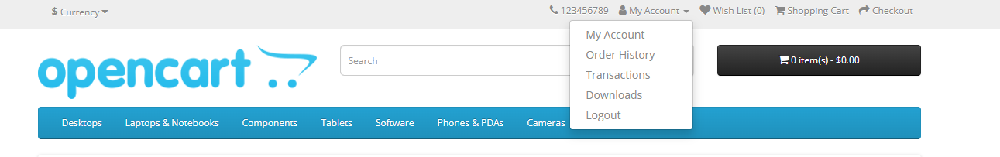 $ Currency 123456789 My Account Wish List (0) Shopping Cart Checkout
My Account
Order History
Transactions
Downloads
Logout
opencart
Search
0 item(s) - $0.00
Desktops Laptops & Notebooks Components Tablets Software Phones & PDAs Cameras